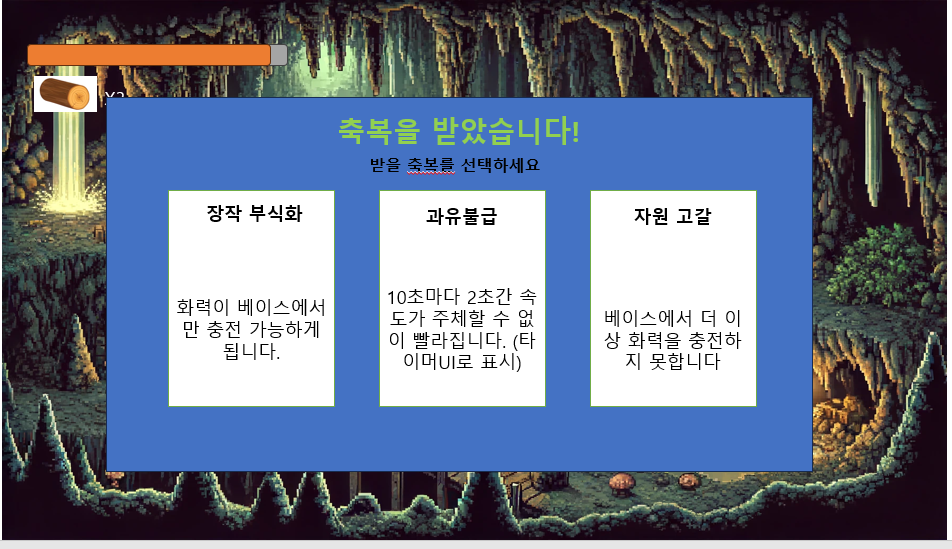 X2
축복을 받았습니다!
받을 축복를 선택하세요
장작 부식화
과유불급
자원 고갈
화력이 베이스에서
만 충전 가능하게
됩니다.
10초마다 2초간 속
도가 주체할 수 없
이 빨라집니다. (타
이머UI로 표시)
베이스에서 더 이
상 화력을 충전하
지 못합니다